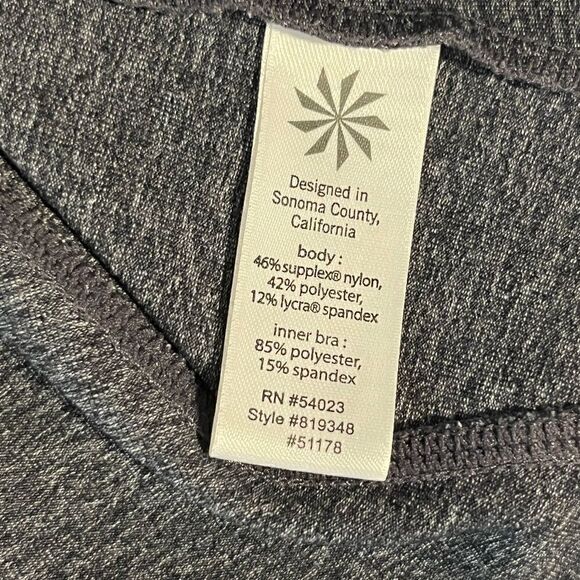 Designed in
Sonoma County,
California
body :
46% supplex® nylon,
42% polyester,
12% lycra® spandex
inner bra :
85% polyester,
15% spandex
RN #54023
Style #819348
#51178